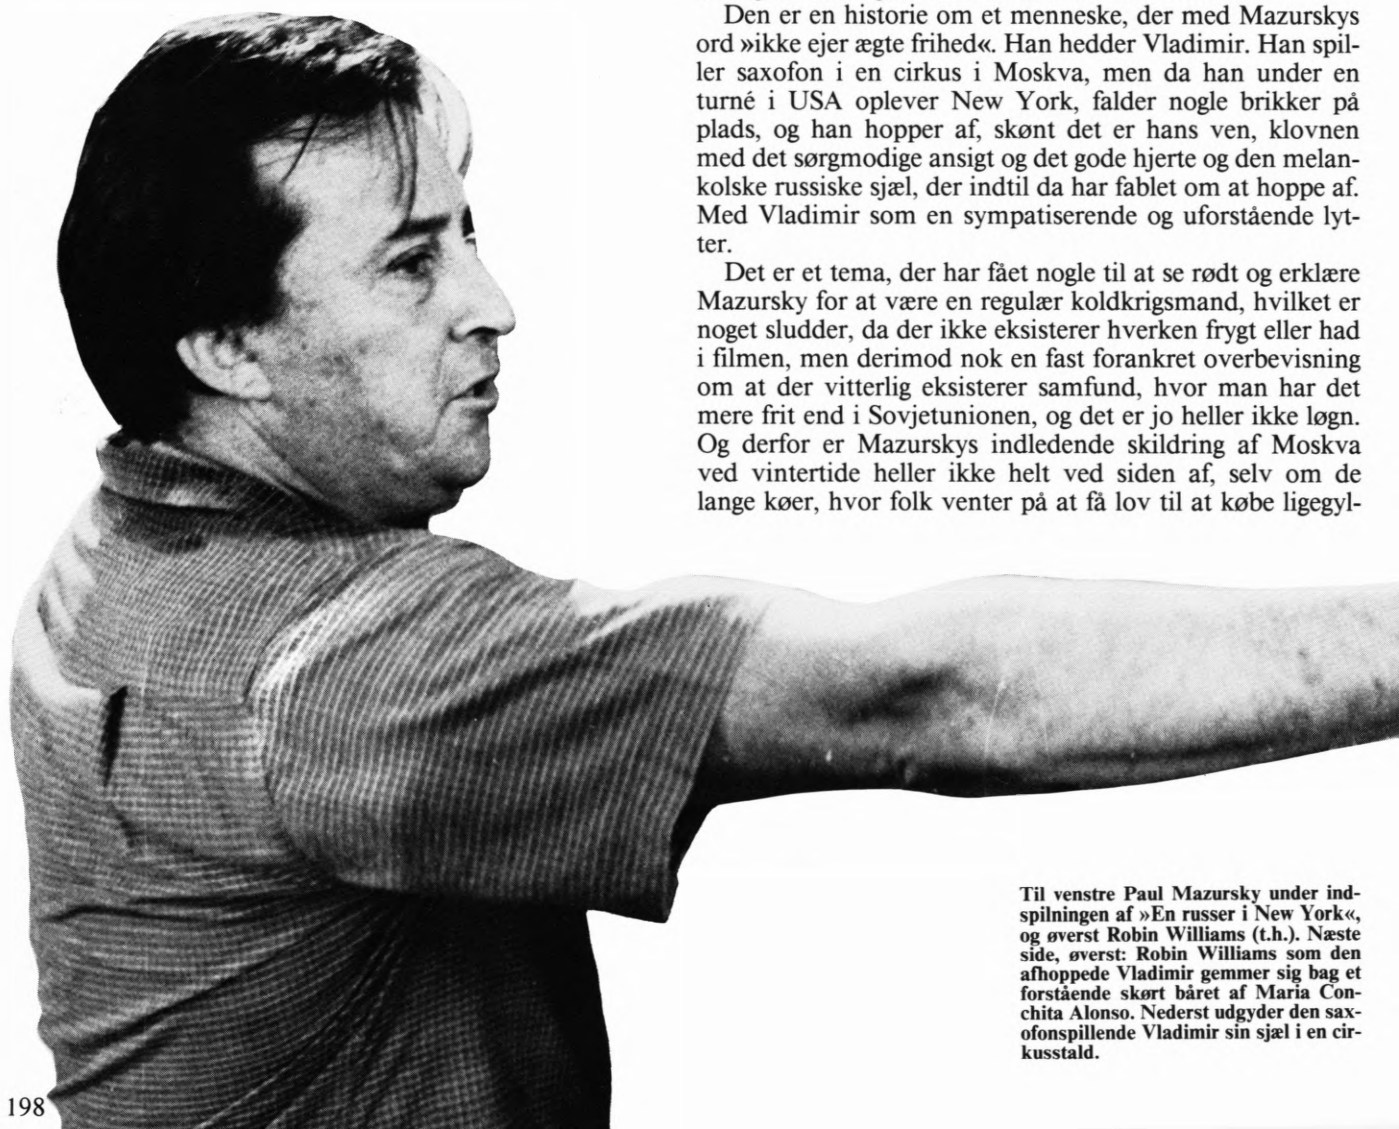 Den er en historie om et menneske, der med Mazurskys
ord »ikke ejer ægte frihed«. Han hedder Vladimir. Han spil-
ler saxofon i en cirkus i Moskva, men da han under en
turné i USA oplever New York, falder nogle brikker på
plads, og han hopper af, skønt det er hans ven, klovnen
med det sørgmodige ansigt og det gode hjerte og den melan-
kolske russiske sjæl, der indtil da har fablet om at hoppe af.
Med Vladimir som en sympatiserende og uforstående lyt-
ter.
Det er et tema, der har fået nogle til at se rødt og erklære
Mazursky for at være en regulær koldkrigsmand, hvilket er
noget sludder, da der ikke eksisterer hverken frygt eller had
i filmen, men derimod nok en fast forankret overbevisning
om at der vitterlig eksisterer samfund, hvor man har det
mere frit end i Sovjetunionen, og det er jo heller ikke løgn.
Og derfor er Mazurskys indledende skildring af Moskva
ved vintertide heller ikke helt ved siden af, selv om de
lange køer, hvor folk venter på at få lov til at købe ligegyl-
Til venstre Paul Mazursky under ind-
spilningen af »En russer i New York«,
og øverst Robin Williams (t.h.). Næste
side, øverst: Robin Williams som den
afhoppede Vladimir gemmer sig bag et
forstående skørt båret af Maria Con-
chita Alonso. Nederst udgyder den sax-
ofonspillende Vladimir sin sjæl i en cir-
kusstald.
198